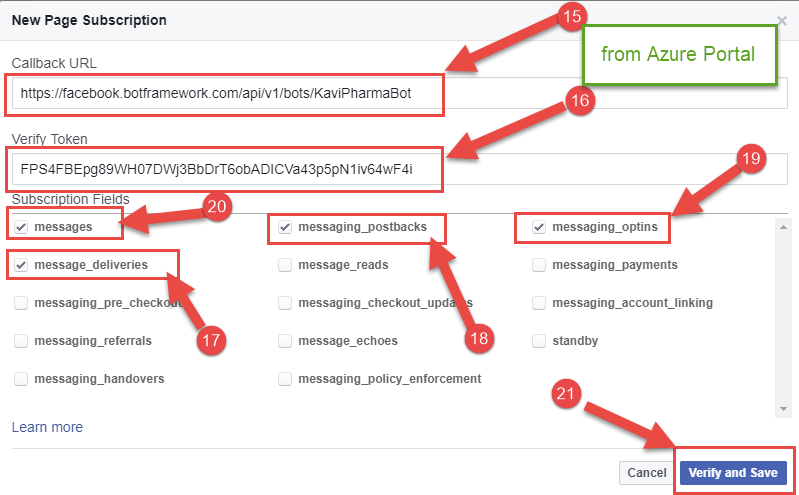 New Page Subscription ×
15
from Azure Portal
Callback URL
https://facebook.botframework.com/api/v1/bots/KaviPharmaBot
16
Verify Token
FPS4FBEpg89WH07DWj3BbDrT6obADICVa43p5pN1iv64wF4i
19
Subscription Fields
20
messages messaging_postbacks messaging_optins
message_deliveries message_reads messaging_payments
messaging_pre_checkout messaging_checkout_updates messaging_account_linking
17
18
messaging_referrals message_echoes standby
messaging_handovers messaging_policy_enforcement
21
Learn more
Cancel Verify and Save